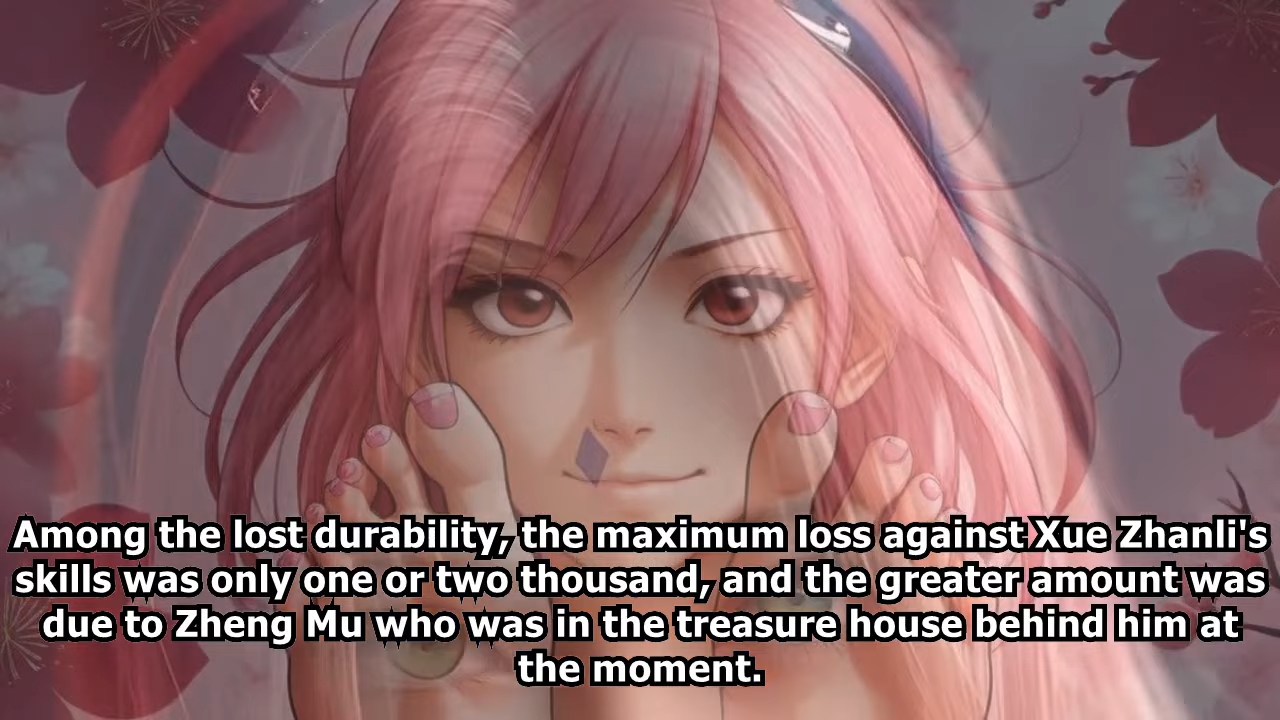 Among the lost durability, the maximum loss against Xue Zhanli's
skills was only one or two thousand, and the greater amount was
due to Zheng Mu who was in the treasure house behind him at
the moment.